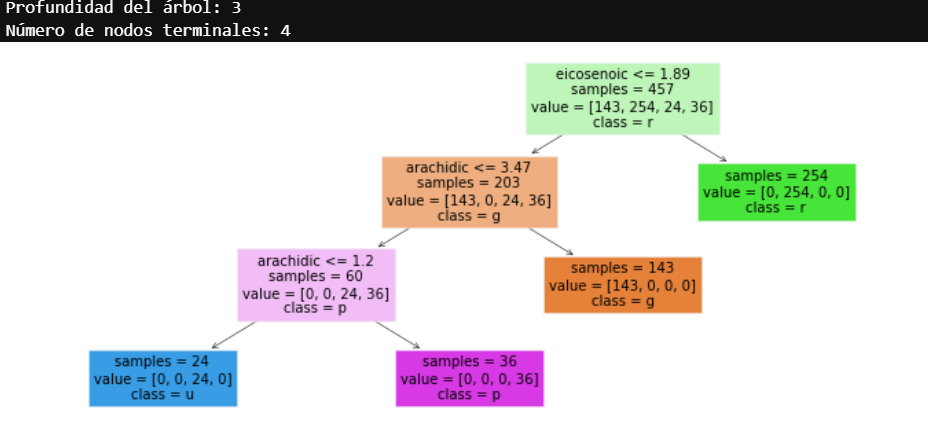 Profundidad del árbol: 3
Número de nodos terminales: 4
eicosenoic <= 1.89
samples = 457
value = [143, 254, 24, 36]
class = r
arachidic <= 3.47
samples = 203
value = [143, 0, 24, 36]
class = g
samples = 254
value = [0, 254, 0, 0]
class = r
arachidic <= 1.2
samples = 60
value = [0, 0, 24, 36]
class = p
samples = 143
value = [143, 0, 0, 0]
class = g
samples = 24
value = [0, 0, 24, 0]
class = u
samples = 36
value = [0, 0, 0, 36]
class = p